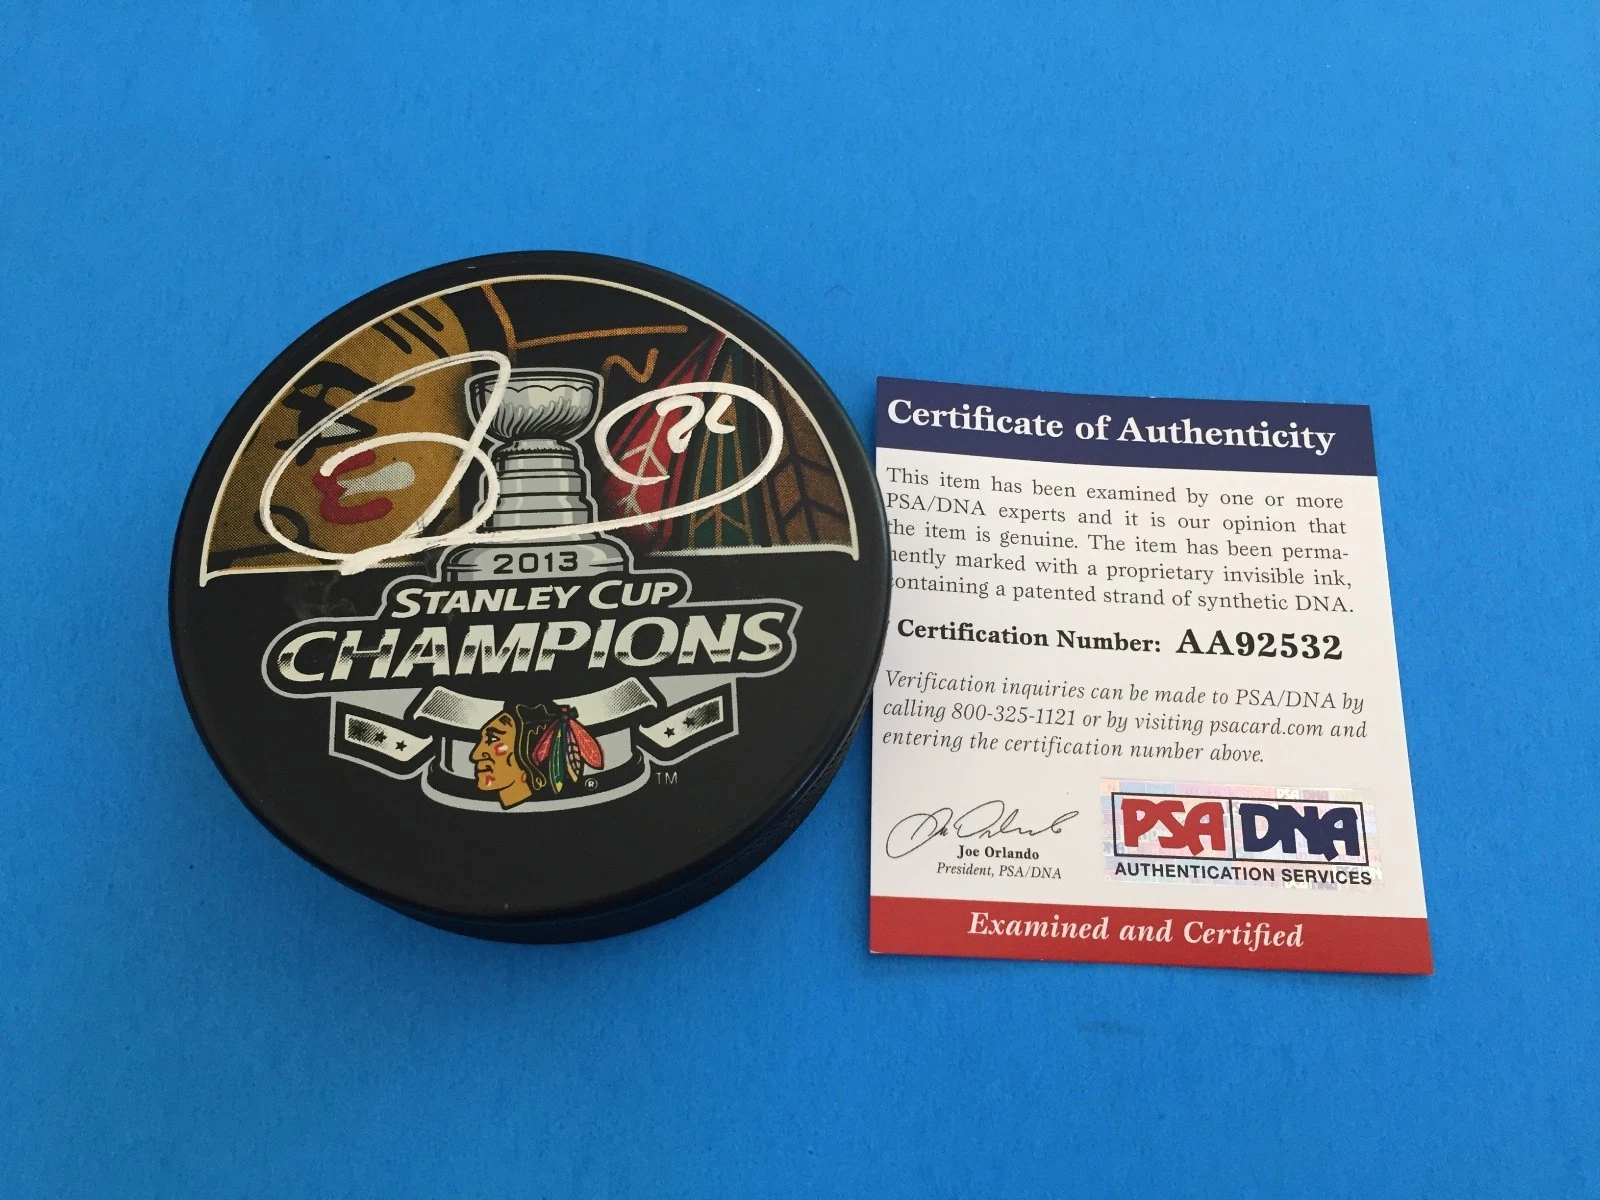 2013
STANLEY CUP
CHAMPIONS
®
TM
Certificate of Authenticity
This item has been examined by one or more
PSA/DNA experts and it is our opinion that
the item is genuine. The item has been perma-
nently marked with a proprietary invisible ink,
containing a patented strand of synthetic DNA.
Certification Number: AA92532
Verification inquiries can be made to PSA/DNA by
calling 800-325-1121 or by visiting psacard.com and
entering the certification number above.
Joe Orlando
President, PSA/DNA
PSA DNA
AUTHENTICATION SERVICES
Examined and Certified